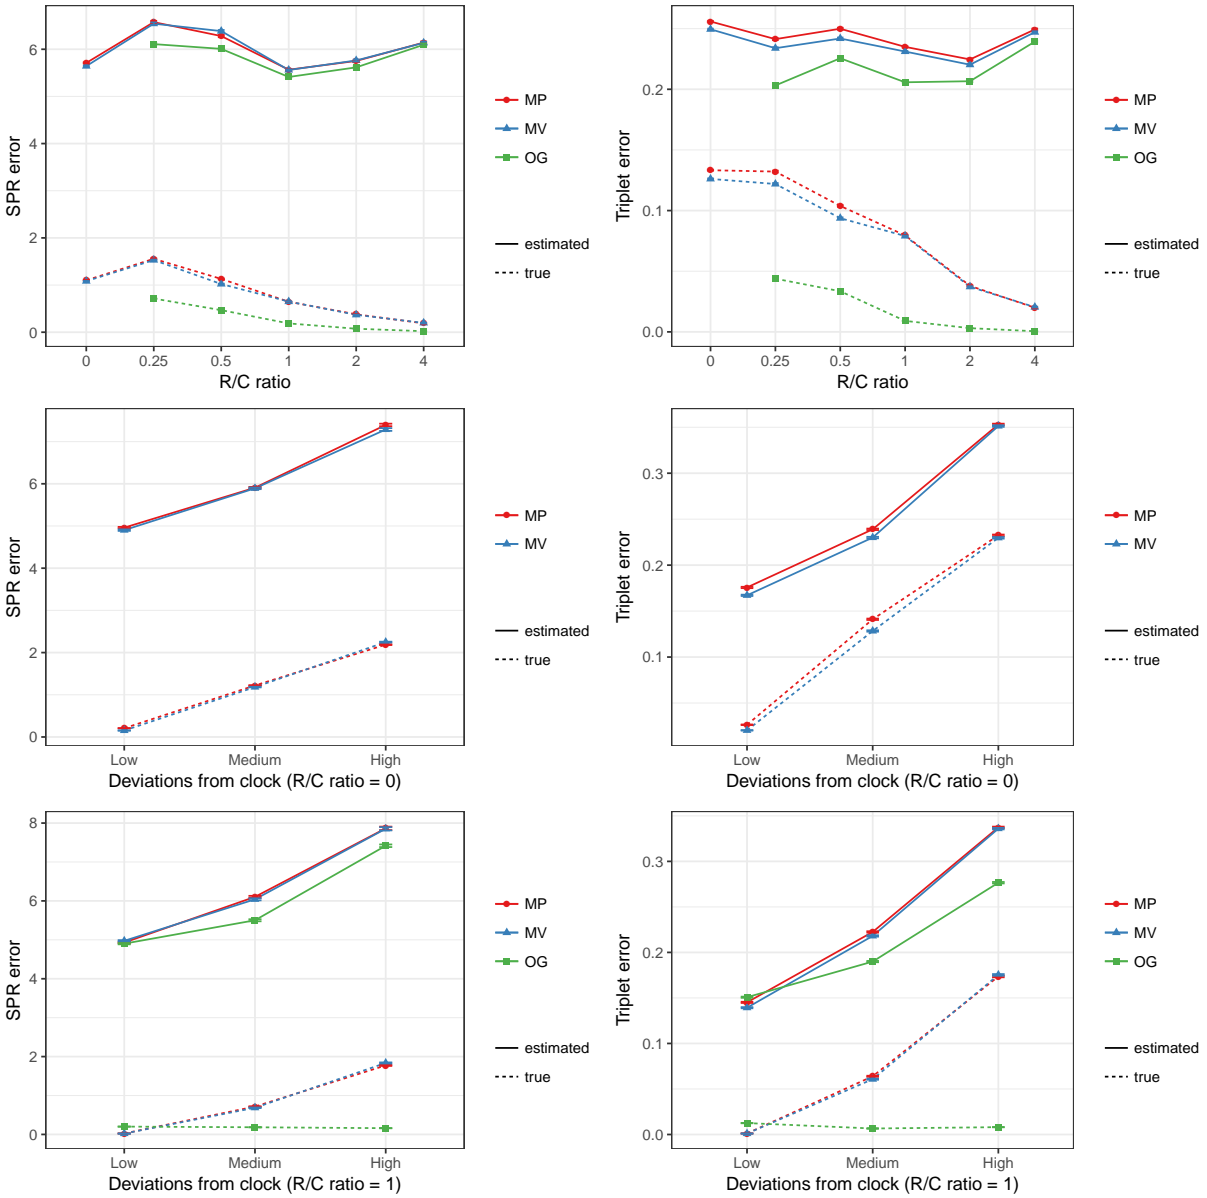 SPR error
6
4
2
0
0
0.25
0.5
1
2
4
R/C ratio
MP
MV
OG
estimated
true
Triplet error
0.2
0.1
0.0
0
0.25
0.5
1
2
4
R/C ratio
MP
MV
OG
estimated
true
SPR error
6
4
2
0
Low
Medium
High
Deviations from clock (R/C ratio = 0)
MP
MV
estimated
true
Triplet error
0.3
0.2
0.1
Low
Medium
High
Deviations from clock (R/C ratio = 0)
MP
MV
estimated
true
SPR error
8
6
4
2
0
Low
Medium
High
Deviations from clock (R/C ratio = 1)
MP
MV
OG
estimated
true
Triplet error
0.3
0.2
0.1
0.0
Low
Medium
High
Deviations from clock (R/C ratio = 1)
MP
MV
OG
estimated
true